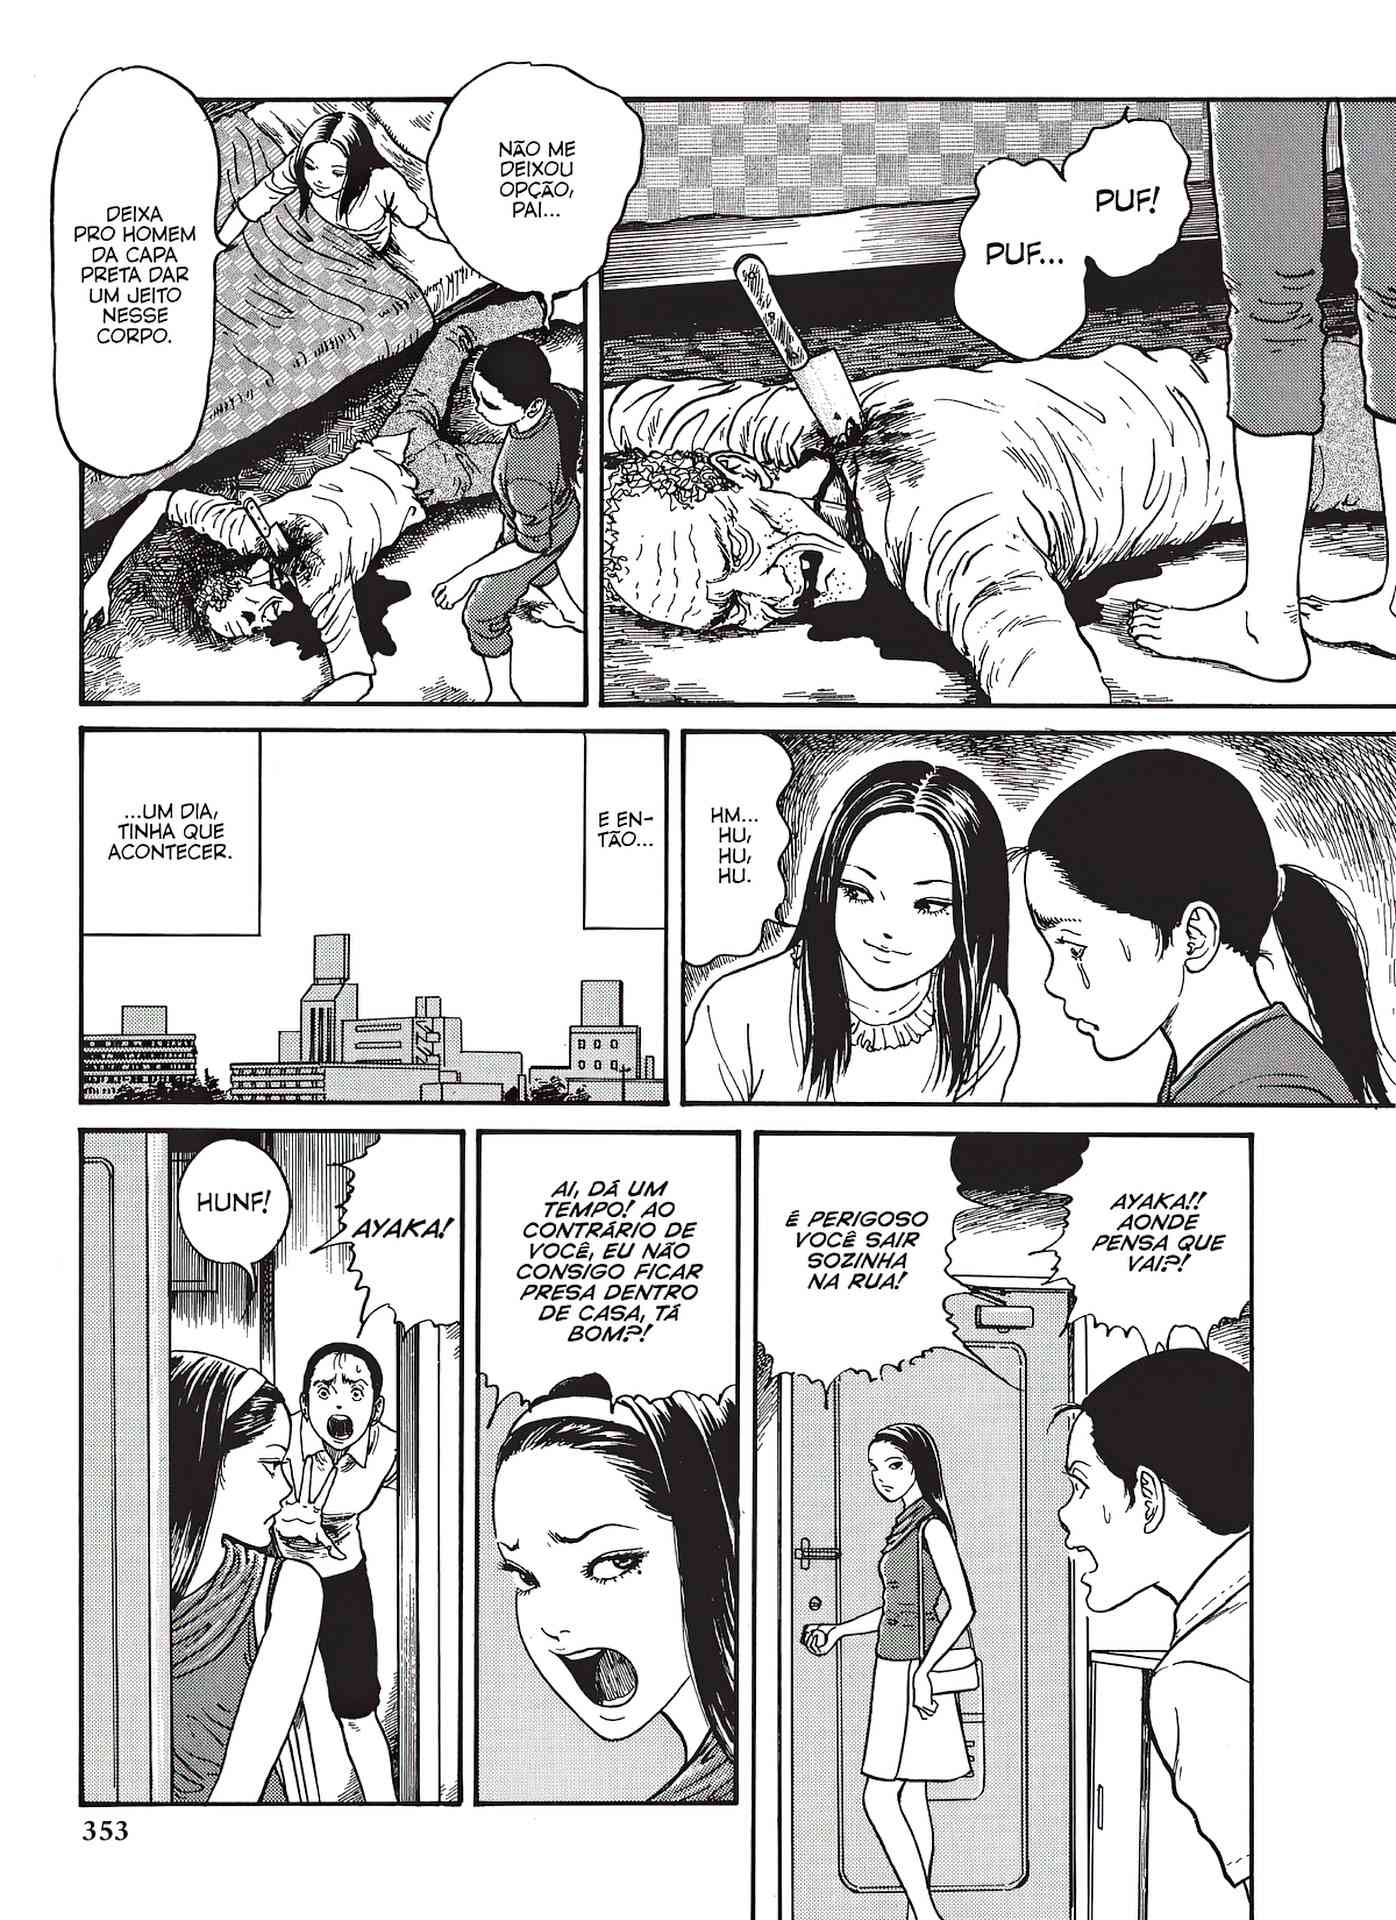 PUF!
PUF...
NÃO ME
DEIXOU
OPÇÃO,
PAI...
DEIXA
PRO HOMEM
DA CAPA
PRETA DAR
UM JEITO
NESSE
CORPO.
HM...
HU,
HU,
HU.
E EN-
TÃO...
...UM DIA,
TINHA QUE
ACONTECER.
AYAKA!!
AONDE
PENSA QUE
VAI?!
É PERIGOSO
VOCÊ SAIR
SOZINHA
NA RUA!
AI, DÁ UM
TEMPO! AO
CONTRÁRIO DE
VOCÊ, EU NÃO
CONSIGO FICAR
PRESA DENTRO
DE CASA, TÁ
BOM?!
AYAKA!
HUNF!
353